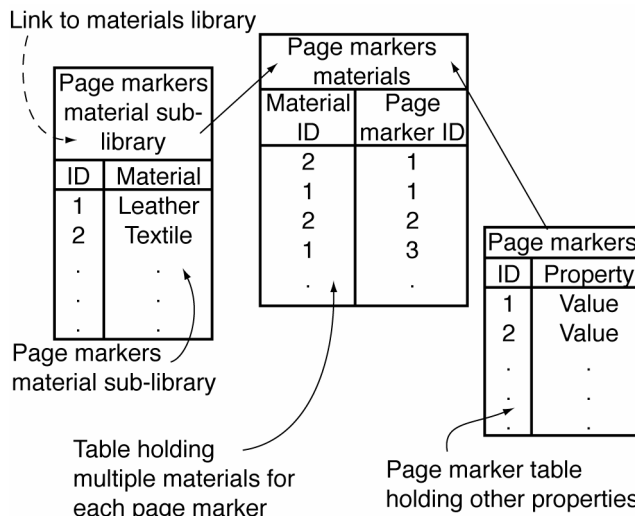 Link to materials library
Page markers
material sub-
library
ID Material
1 Leather
2 Textile
. .
. .
. .
Page markers
material sub-library
Page markers
materials
Material Page
ID marker ID
2 1
1 1
2 2
1 3
. .
Table holding
multiple materials for
each page marker
Page markers
ID Property
1 Value
2 Value
. .
. .
. .
Page marker table
holding other properties